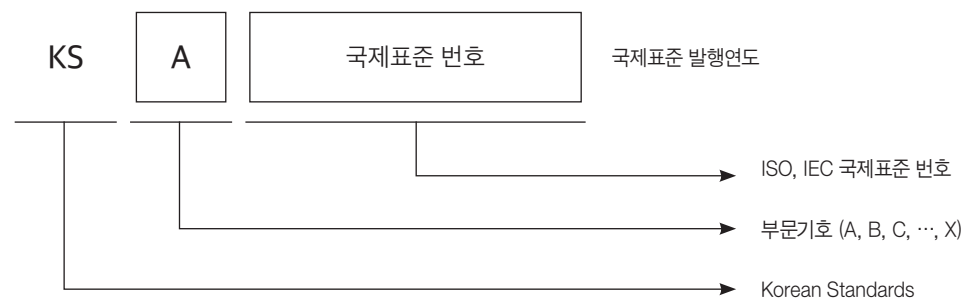 KS A 국제표준 번호 국제표준 발행연도
ISO, IEC 국제표준 번호
부문기호 (A, B, C, …, X)
Korean Standards